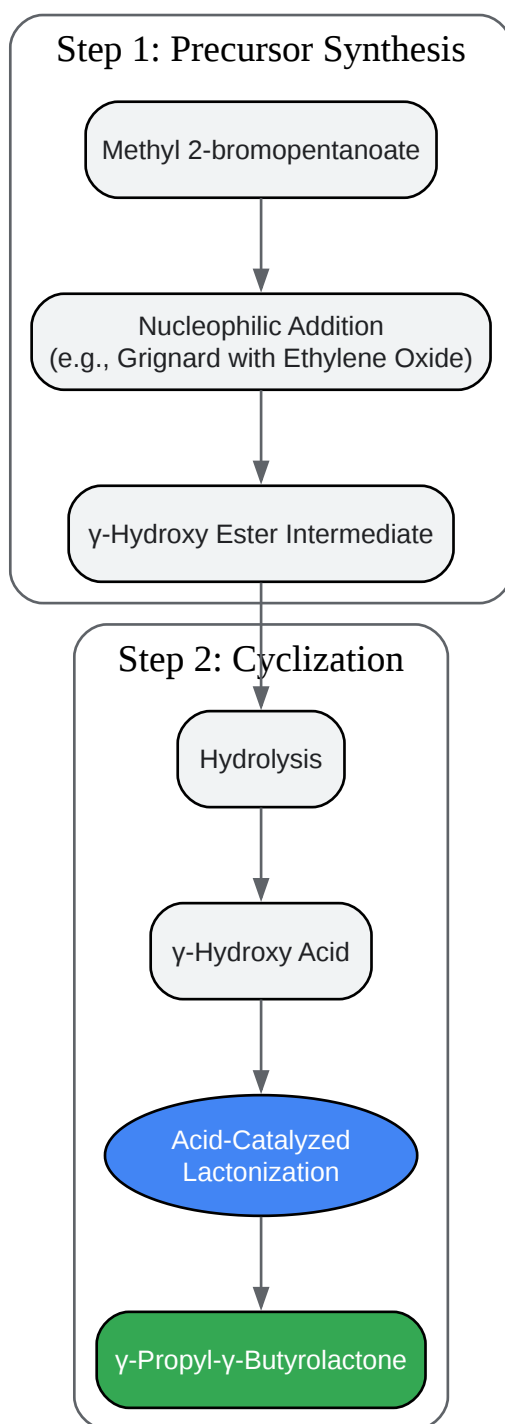 Step 1: Precursor Synthesis
Methyl 2-bromopentanoate
Nucleophilic Addition
(e.g., Grignard with Ethylene Oxide)
γ-Hydroxy Ester Intermediate
Step 2: Cyclization
Hydrolysis
γ-Hydroxy Acid
Acid-Catalyzed
Lactonization
γ-Propyl-γ-Butyrolactone